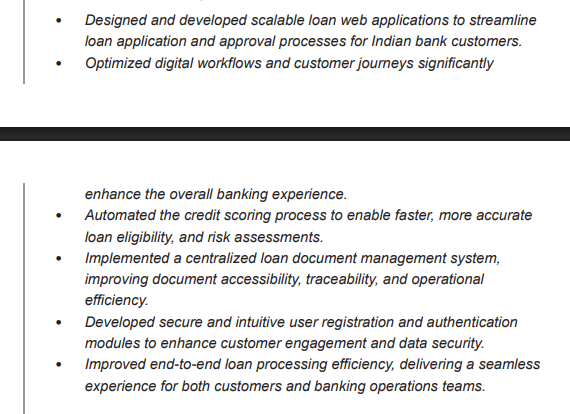 • Designed and developed scalable loan web applications to streamline
loan application and approval processes for Indian bank customers.
• Optimized digital workflows and customer journeys significantly
enhance the overall banking experience.
• Automated the credit scoring process to enable faster, more accurate
loan eligibility, and risk assessments.
• Implemented a centralized loan document management system,
improving document accessibility, traceability, and operational
efficiency.
• Developed secure and intuitive user registration and authentication
modules to enhance customer engagement and data security.
• Improved end-to-end loan processing efficiency, delivering a seamless
experience for both customers and banking operations teams.